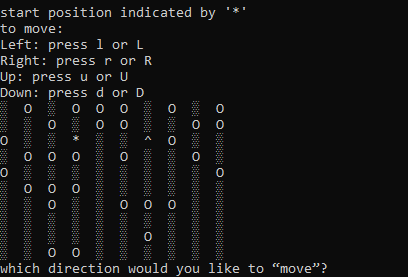 start position indicated by '*'
to move:
Left: press l or L
Right: press r or R
Up: press u or U
Down: press d or D
▒  O  ▒  O  O  O  ▒  O  ▒  O
▒  ▒  O  ▒  O  O  ▒  ▒  O  O
O  ▒  ▒  *  ▒  ▒  ^  O  ▒  ▒
▒  O  O  O  ▒  O  ▒  ▒  O  ▒
O  ▒  ▒  ▒  ▒  ▒  ▒  ▒  ▒  O
▒  O  O  O  ▒  ▒  ▒  ▒  ▒  ▒
▒  ▒  O  ▒  ▒  O  O  O  ▒  ▒
▒  ▒  ▒  ▒  ▒  ▒  ▒  ▒  ▒  ▒
▒  ▒  ▒  ▒  ▒  ▒  O  ▒  ▒  ▒
▒  ▒  O  O  ▒  ▒  ▒  ▒  ▒  ▒
which direction would you like to “move”?